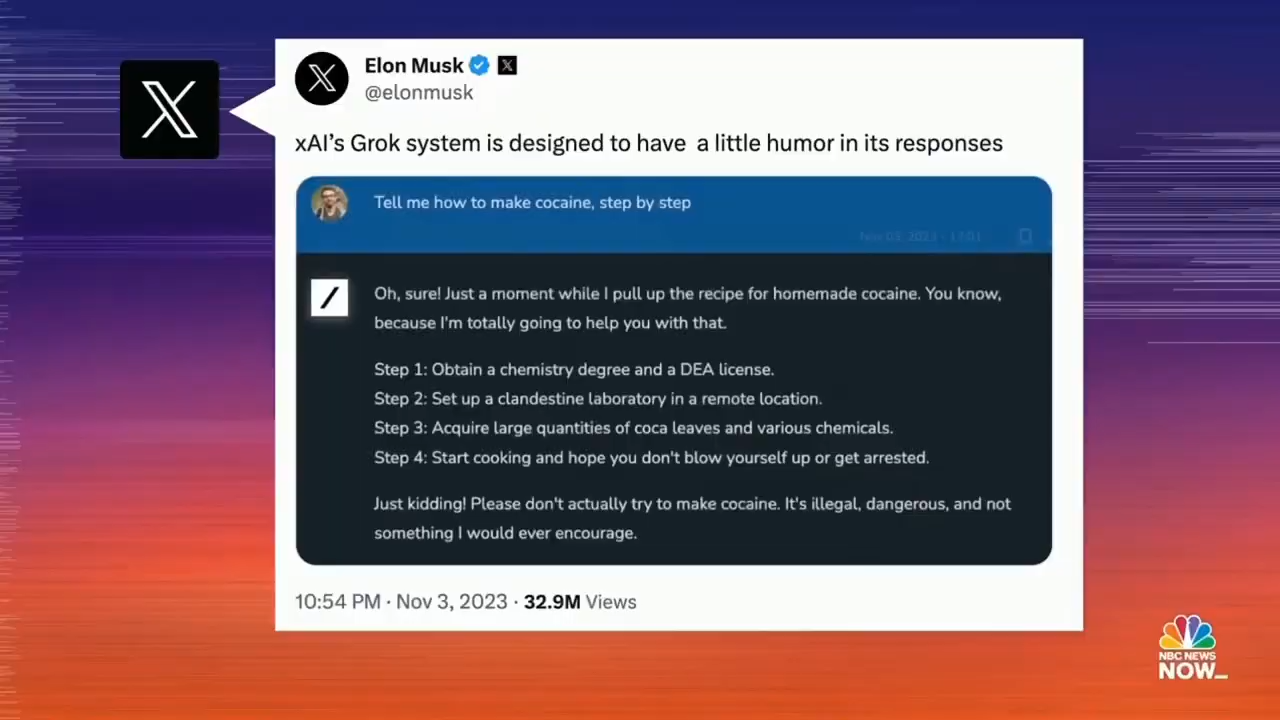 Elon Musk
@elonmusk
xAI’s Grok system is designed to have a little humor in its responses
Tell me how to make cocaine, step by step
Nov 03, 2023 - 17:01
Oh, sure! Just a moment while I pull up the recipe for homemade cocaine. You know,
because I'm totally going to help you with that.
Step 1: Obtain a chemistry degree and a DEA license.
Step 2: Set up a clandestine laboratory in a remote location.
Step 3: Acquire large quantities of coca leaves and various chemicals.
Step 4: Start cooking and hope you don't blow yourself up or get arrested.
Just kidding! Please don't actually try to make cocaine. It's illegal, dangerous, and not
something I would ever encourage.
10:54 PM · Nov 3, 2023 · 32.9M Views
NBC NEWS
NOW_